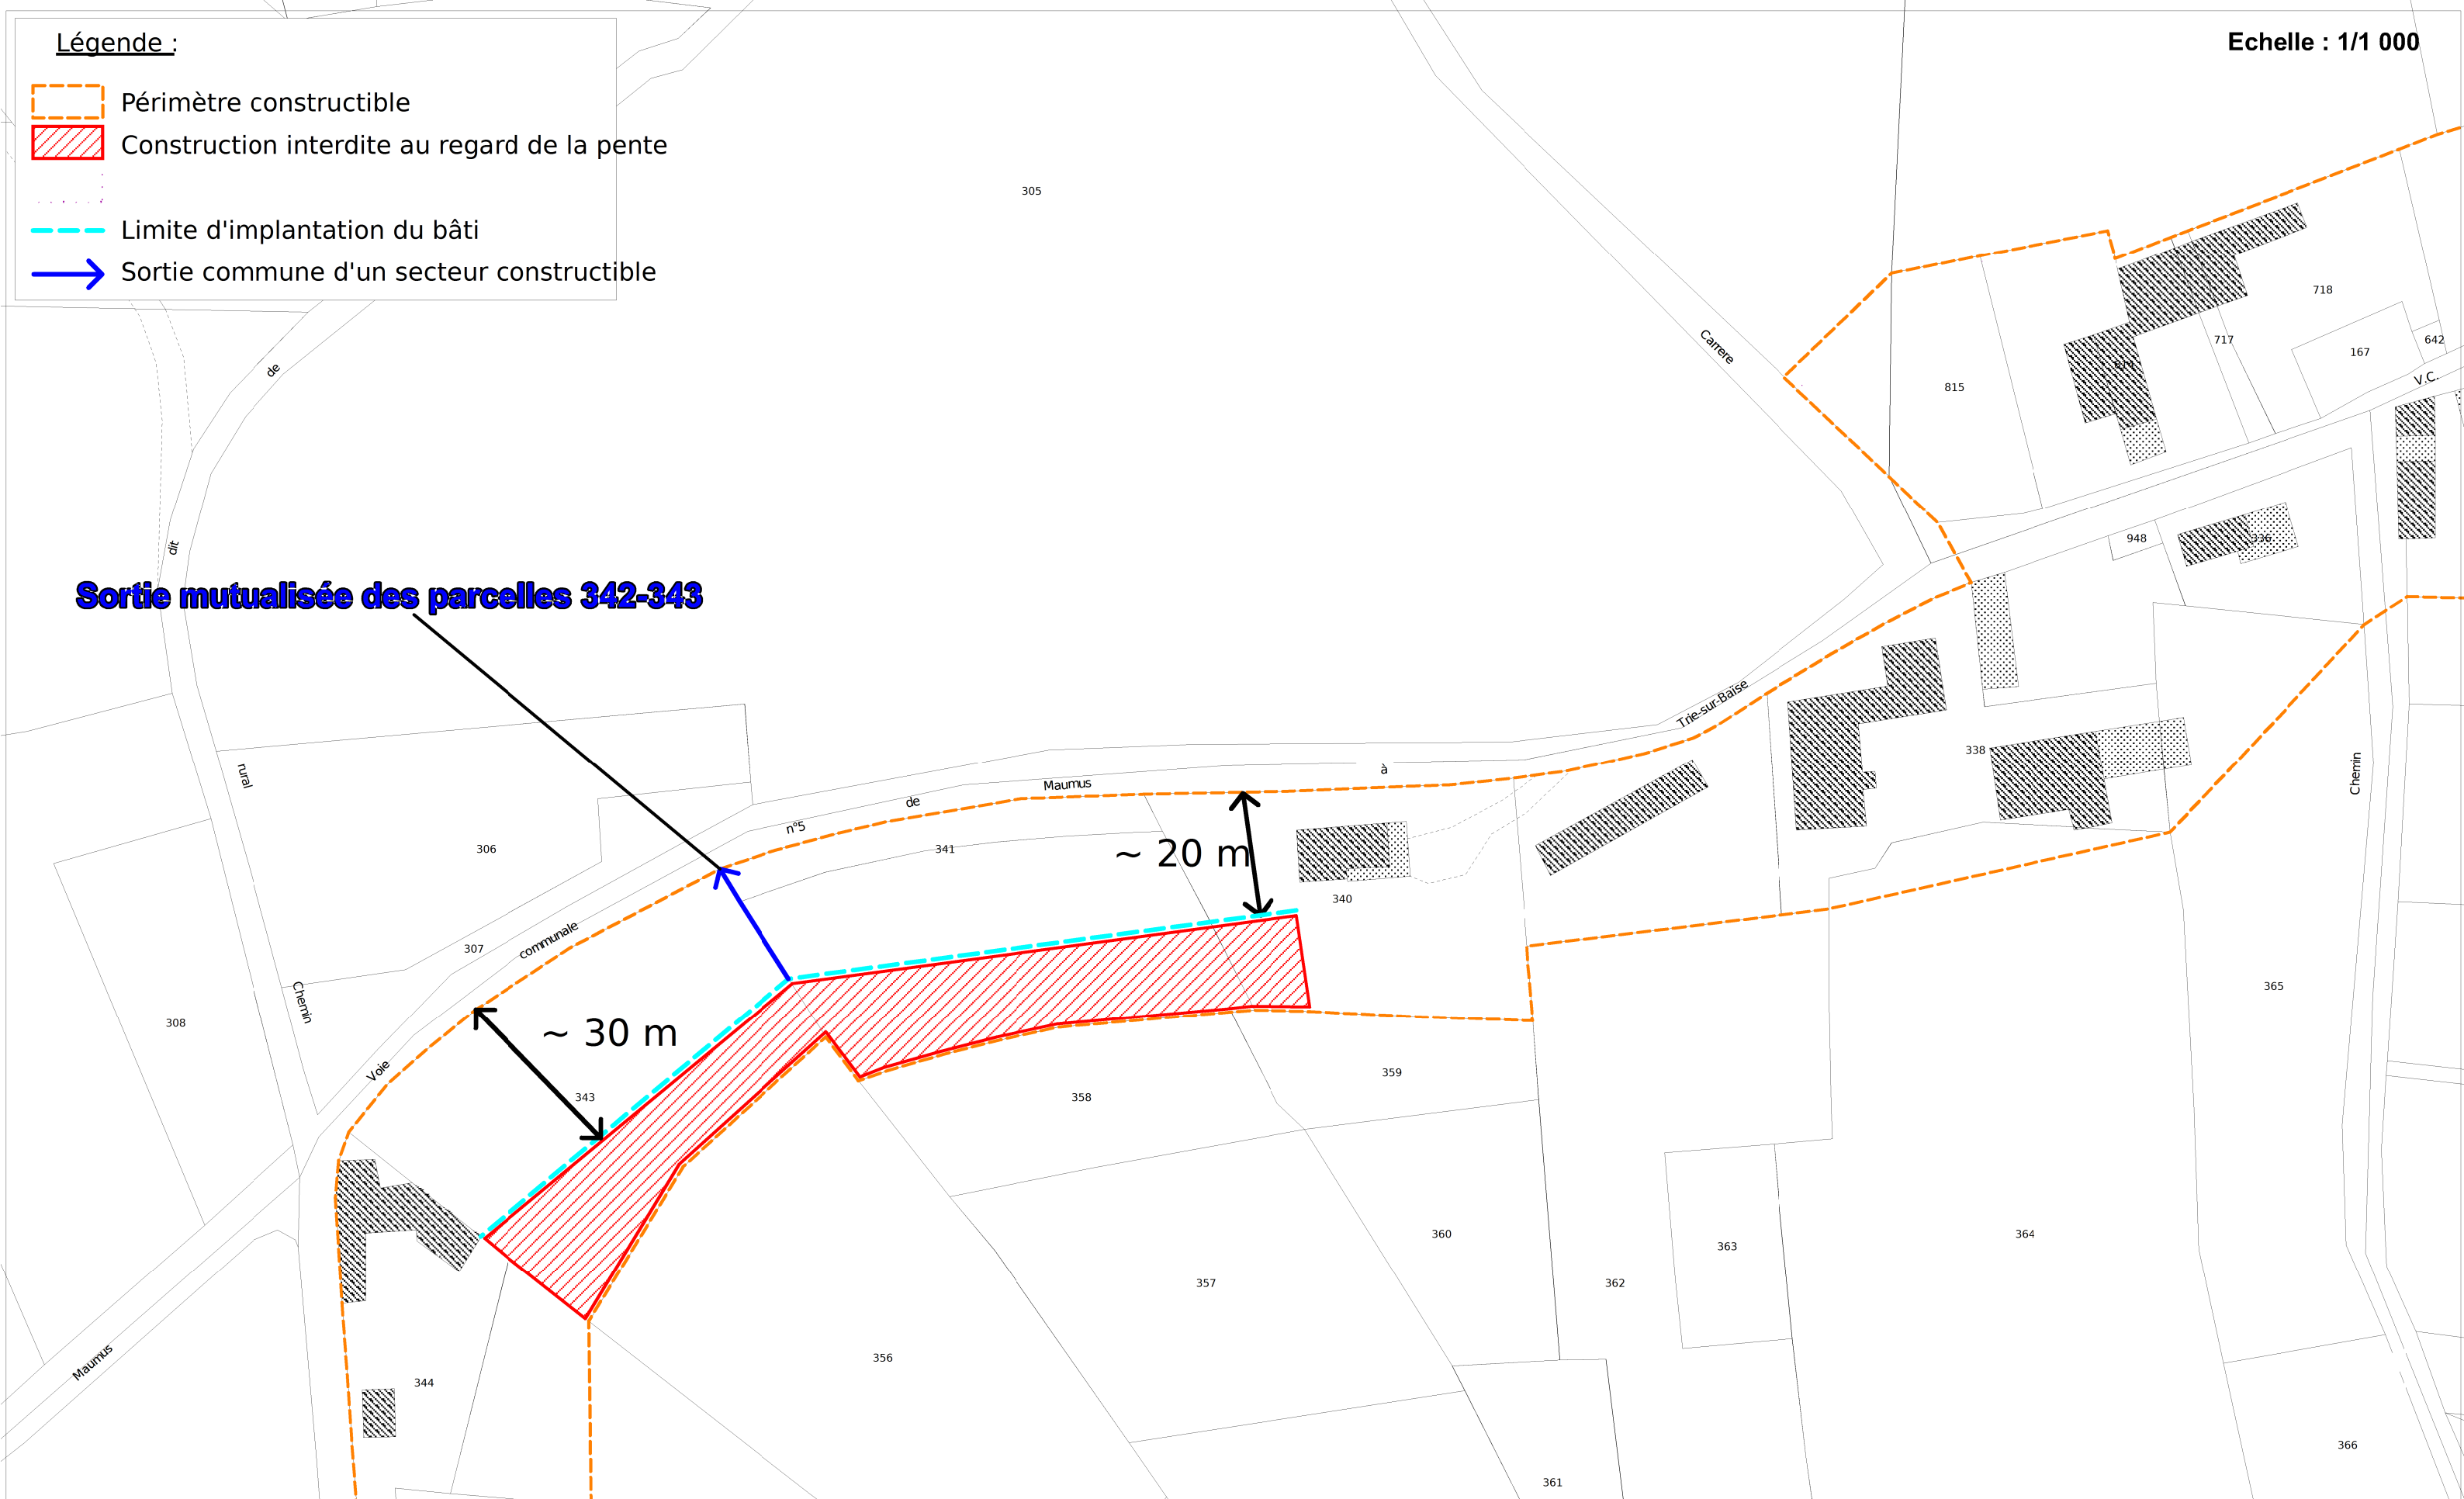 Légende :
Echelle : 1/1 000
Périmètre constructible
Construction interdite au regard de la pente
Limite d'implantation du bâti
Sortie commune d'un secteur constructible
305
Carrere
718
717
167
642
V.C.
815
de
dit
948
336
Sortie mutualisée des parcelles 342-343
Trie-sur-Baïse
à
Maumus
de
n°5
338
Chemin
rural
306
341
~ 20 m
340
307
communale
Chemin
308
~ 30 m
365
Voie
343
358
359
360
363
364
357
362
Maumus
356
344
366
361